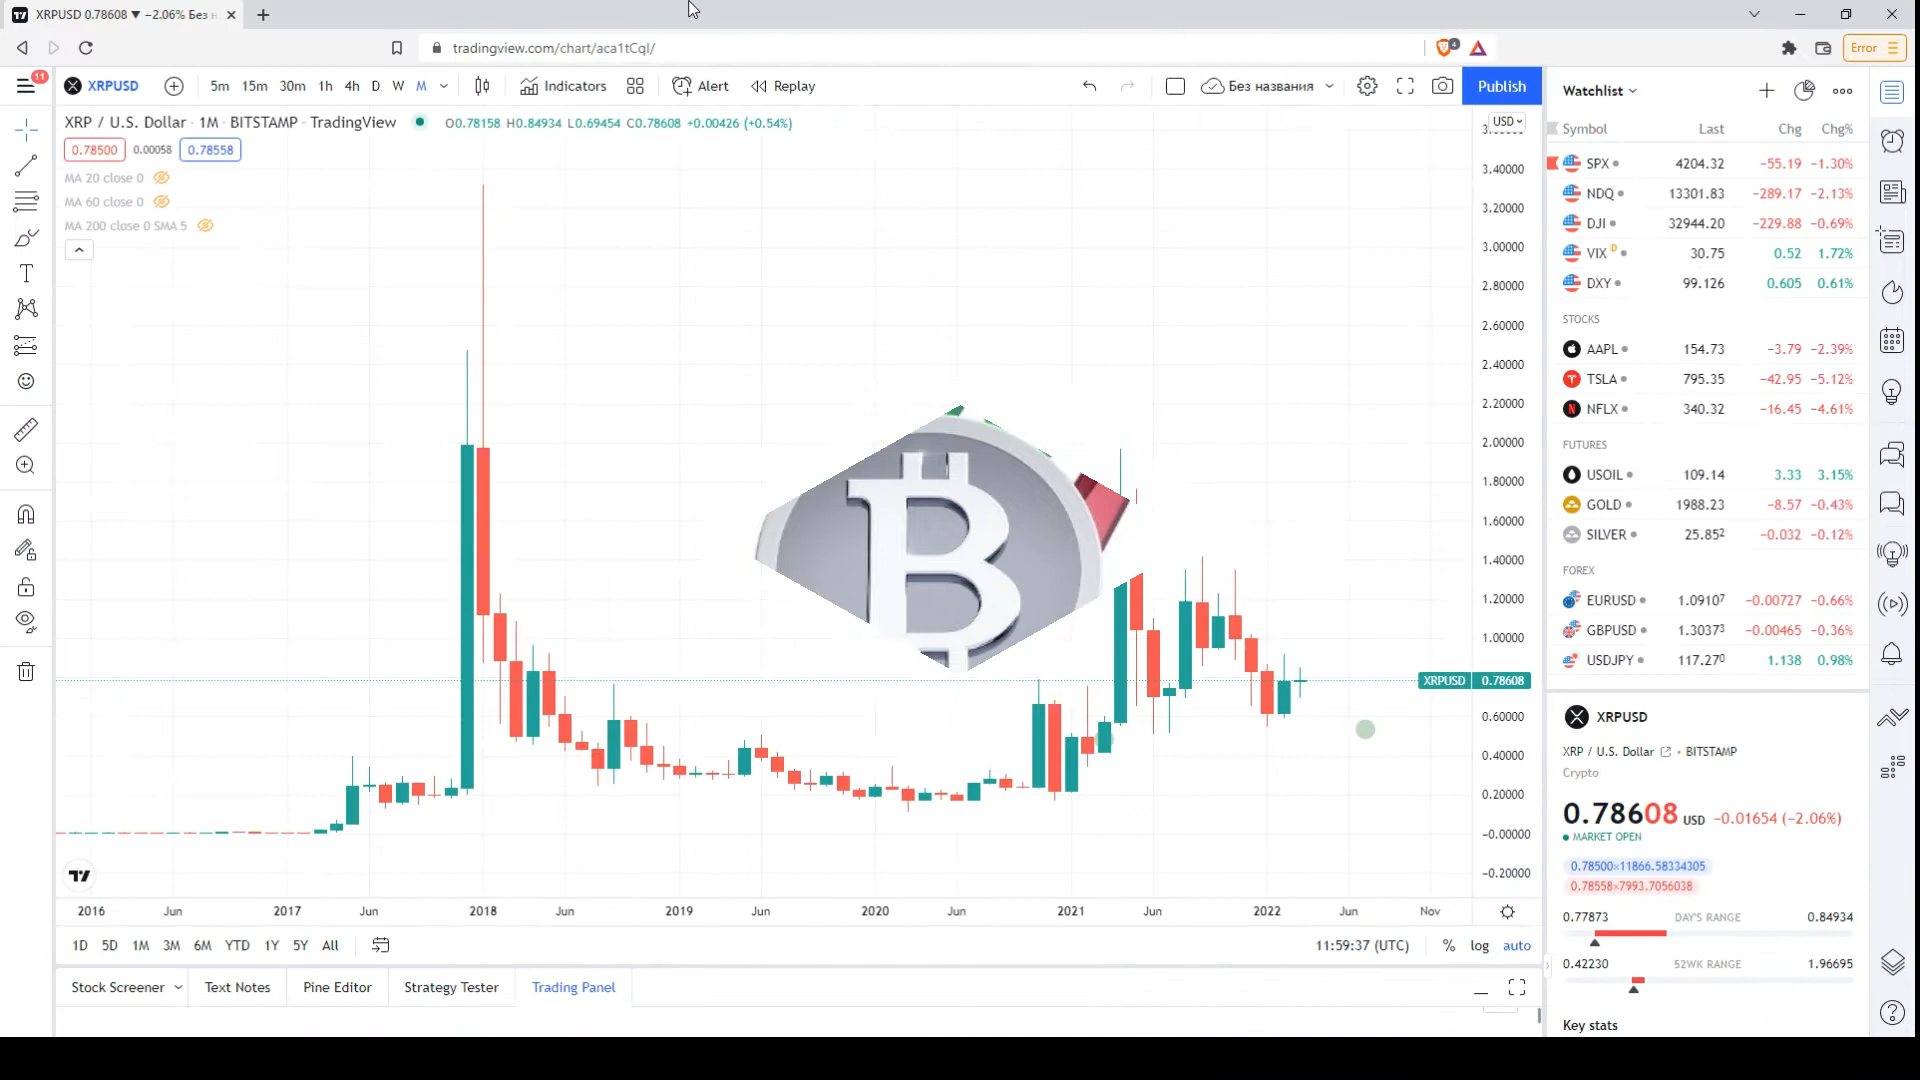 XRPUSD 0.78608 ▼ −2.06% Без н
tradingview.com/chart/aca1tCqI/
4
Error
11
XRPUSD
5m 15m 30m 1h 4h D W M
Indicators
Alert
Replay
Без названия
Publish
XRP / U.S. Dollar · 1M · BITSTAMP · TradingView
O0.78158 H0.84934 L0.69454 C0.78608 +0.00426 (+0.54%)
0.78500 0.00058 0.78558
MA 20 close 0
MA 60 close 0
MA 200 close 0 SMA 5
USD
3.40000
3.20000
3.00000
2.80000
2.60000
2.40000
2.20000
2.00000
1.80000
1.60000
1.40000
1.20000
1.00000
XRPUSD 0.78608
0.60000
0.40000
0.20000
−0.00000
−0.20000
2016 Jun 2017 Jun 2018 Jun 2019 Jun 2020 Jun 2021 Jun 2022 Jun Nov
1D 5D 1M 3M 6M YTD 1Y 5Y All
11:59:37 (UTC) % log auto
Stock Screener Text Notes Pine Editor Strategy Tester Trading Panel
Watchlist
Symbol Last Chg Chg%
SPX 4204.32 −55.19 −1.30%
NDQ 13301.83 −289.17 −2.13%
DJI 32944.20 −229.88 −0.69%
VIX D 30.75 0.52 1.72%
DXY 99.126 0.605 0.61%
STOCKS
AAPL 154.73 −3.79 −2.39%
TSLA 795.35 −42.95 −5.12%
NFLX 340.32 −16.45 −4.61%
FUTURES
USOIL 109.14 3.33 3.15%
GOLD 1988.23 −8.57 −0.43%
SILVER 25.852 −0.032 −0.12%
FOREX
EURUSD 1.09107 −0.00727 −0.66%
GBPUSD 1.30373 −0.00465 −0.36%
USDJPY 117.270 1.138 0.98%
XRPUSD
XRP / U.S. Dollar • BITSTAMP
Crypto
0.78608 USD −0.01654 (−2.06%)
MARKET OPEN
0.78500×11866.58334305
0.78558×7993.7056038
0.77873 DAY'S RANGE 0.84934
0.42230 52WK RANGE 1.96695
Key stats